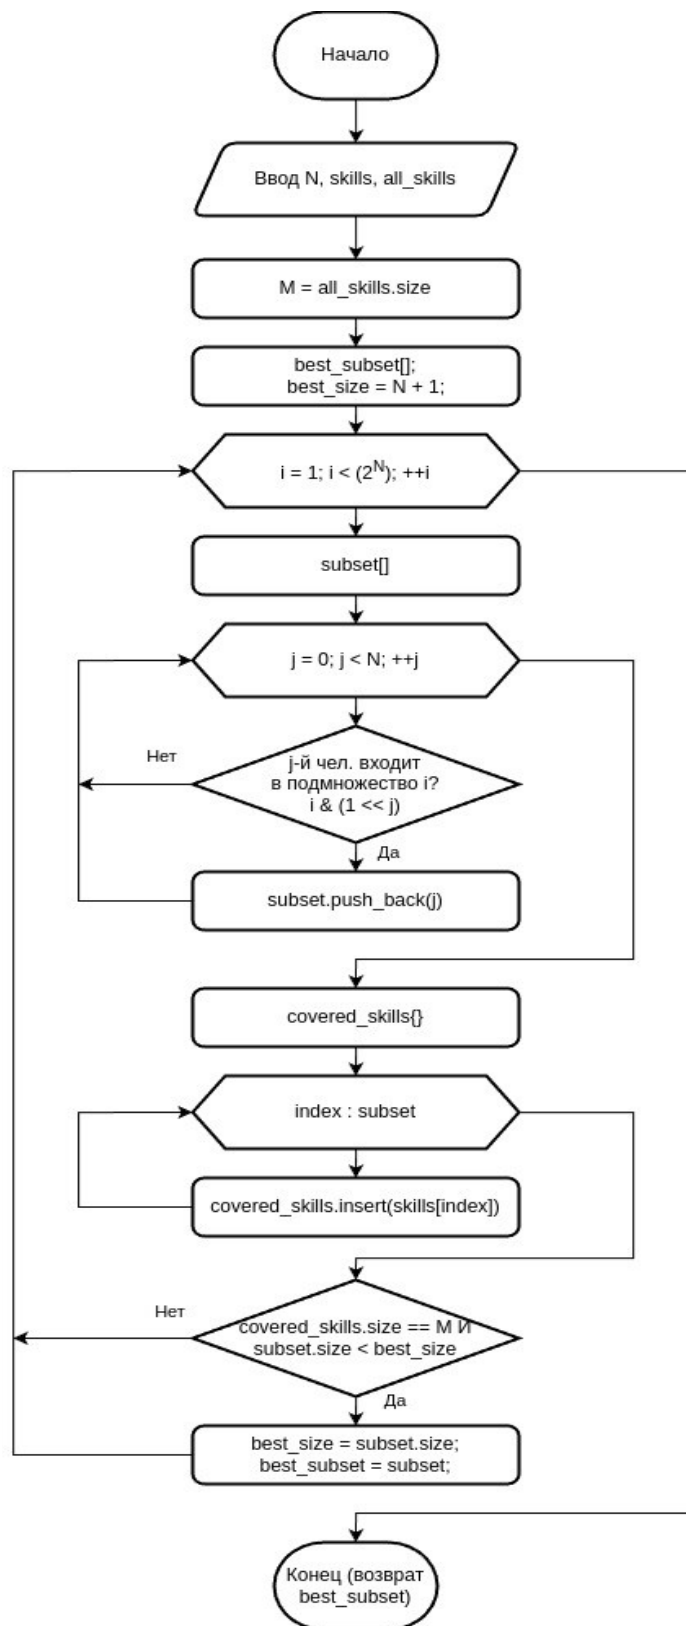 Начало
Ввод N, skills, all_skills
M = all_skills.size
best_subset[];
best_size = N + 1;
i = 1; i < (2^N); ++i
subset[]
j = 0; j < N; ++j
Нет
j-й чел. входит
в подмножество i?
i & (1 << j)
Да
subset.push_back(j)
covered_skills{}
index : subset
covered_skills.insert(skills[index])
Нет
covered_skills.size == M И
subset.size < best_size
Да
best_size = subset.size;
best_subset = subset;
Конец (возврат
best_subset)